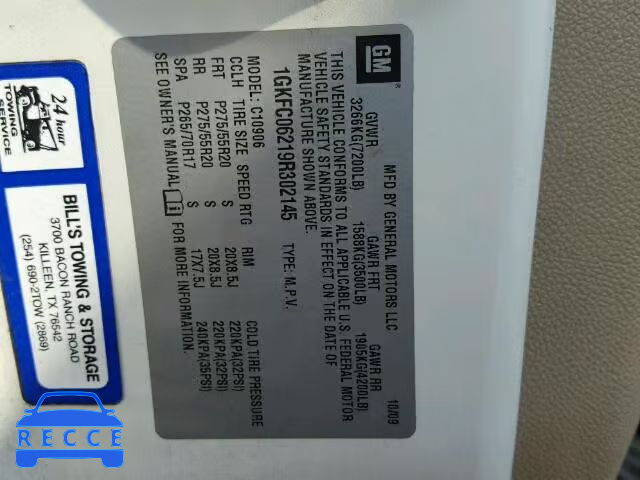 GM
MFD BY GENERAL MOTORS LLC 10/09
GVWR GAWR FRT GAWR RR
3266KG(7200LB) 1588KG(3500LB) 1905KG(4200LB)
THIS VEHICLE CONFORMS TO ALL APPLICABLE U.S. FEDERAL MOTOR
VEHICLE SAFETY STANDARDS IN EFFECT ON THE DATE OF
MANUFACTURE SHOWN ABOVE.
1GKFC06219R302145 TYPE: M.P.V.
MODEL: C10906
CCLH TIRE SIZE SPEED RTG RIM COLD TIRE PRESSURE
FRT P275/55R20 S 20X8.5J 220KPA(32PSI)
RR P275/55R20 S 20X8.5J 220KPA(32PSI)
SPA P265/70R17 S 17X7.5J 240KPA(35PSI)
SEE OWNER'S MANUAL FOR MORE INFORMATION.
24 hour
TOWING
SERVICE
BILL'S TOWING & STORAGE
3700 BACON RANCH ROAD
KILLEEN, TX 76542
(254) 690-2TOW (2869)
RECCE